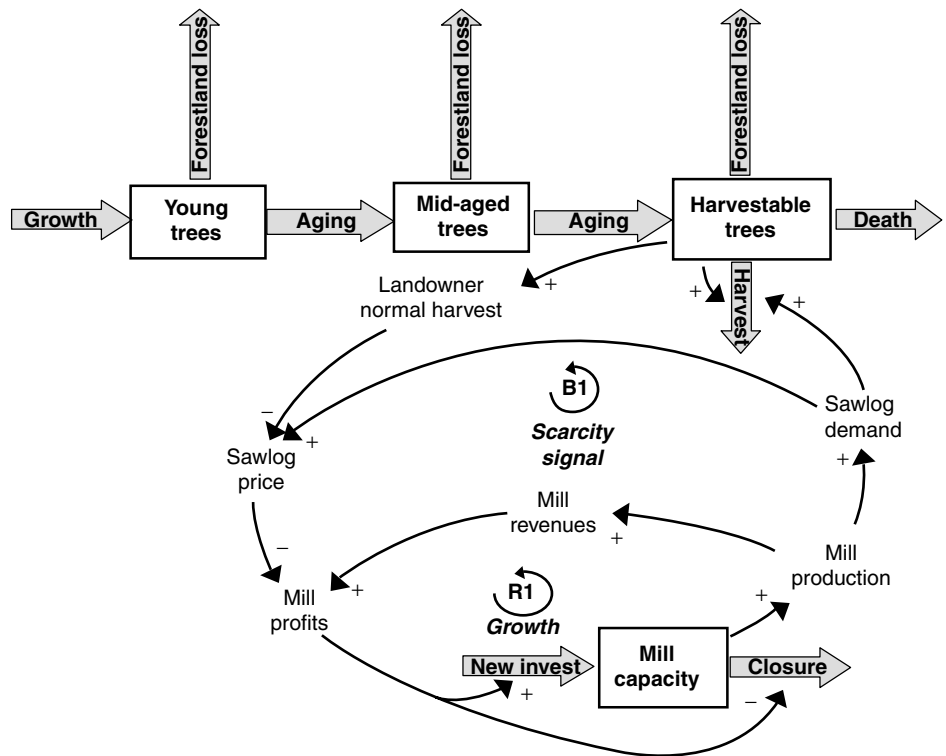 Forestland loss
Forestland loss
Forestland loss
Growth
Young
trees
Aging
Mid-aged
trees
Aging
Harvestable
trees
Death
Landowner
normal harvest
+
+
Harvest
+
B1
Scarcity
signal
Sawlog
demand
−
+
+
Sawlog
price
Mill
revenues
+
−
Mill
production
Mill
profits
+
R1
Growth
+
New invest
+
Mill
capacity
Closure
−